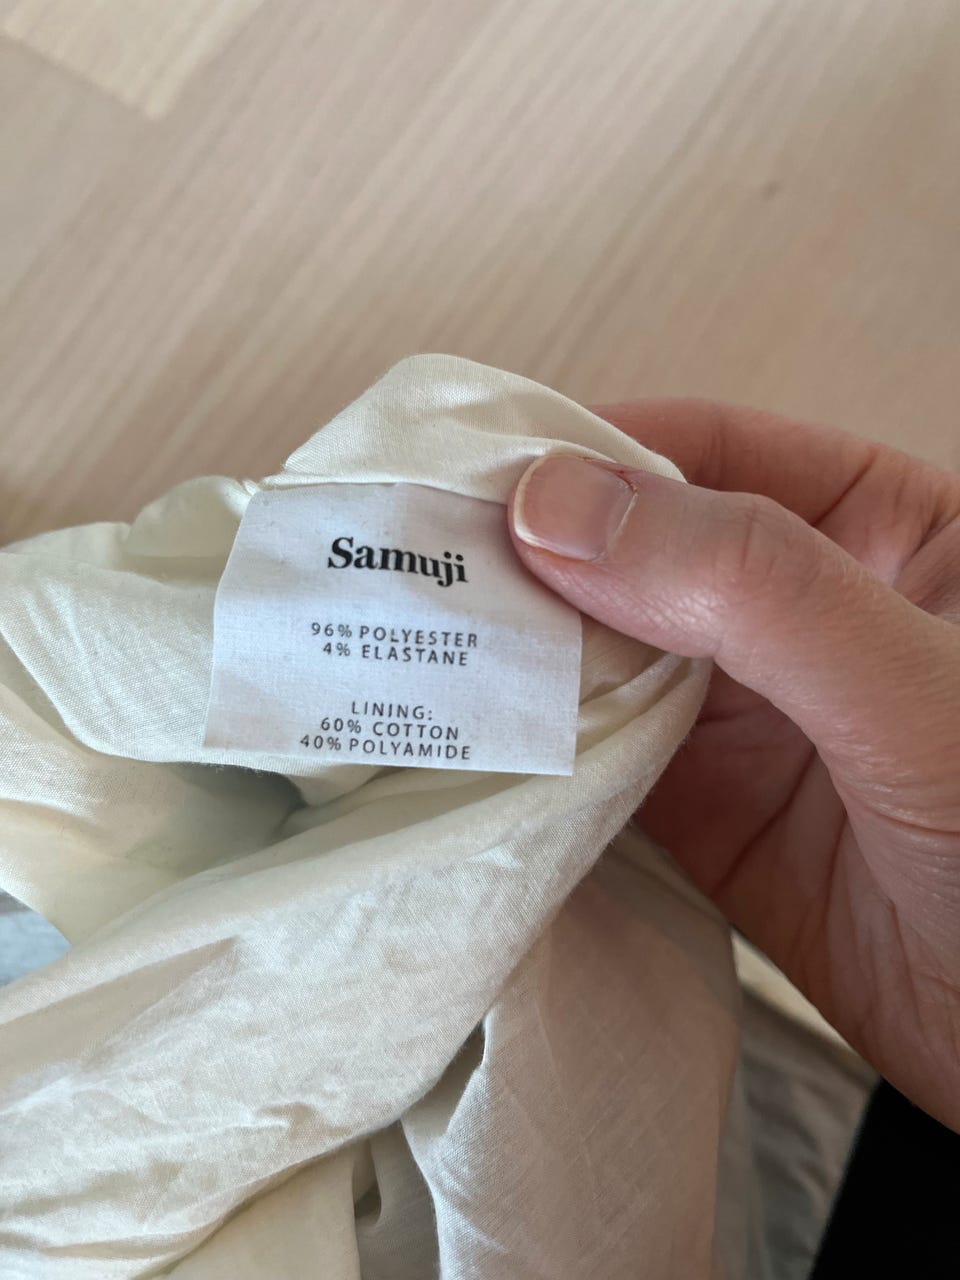 Samuji
96% POLYESTER
4% ELASTANE
LINING:
60% COTTON
40% POLYAMIDE